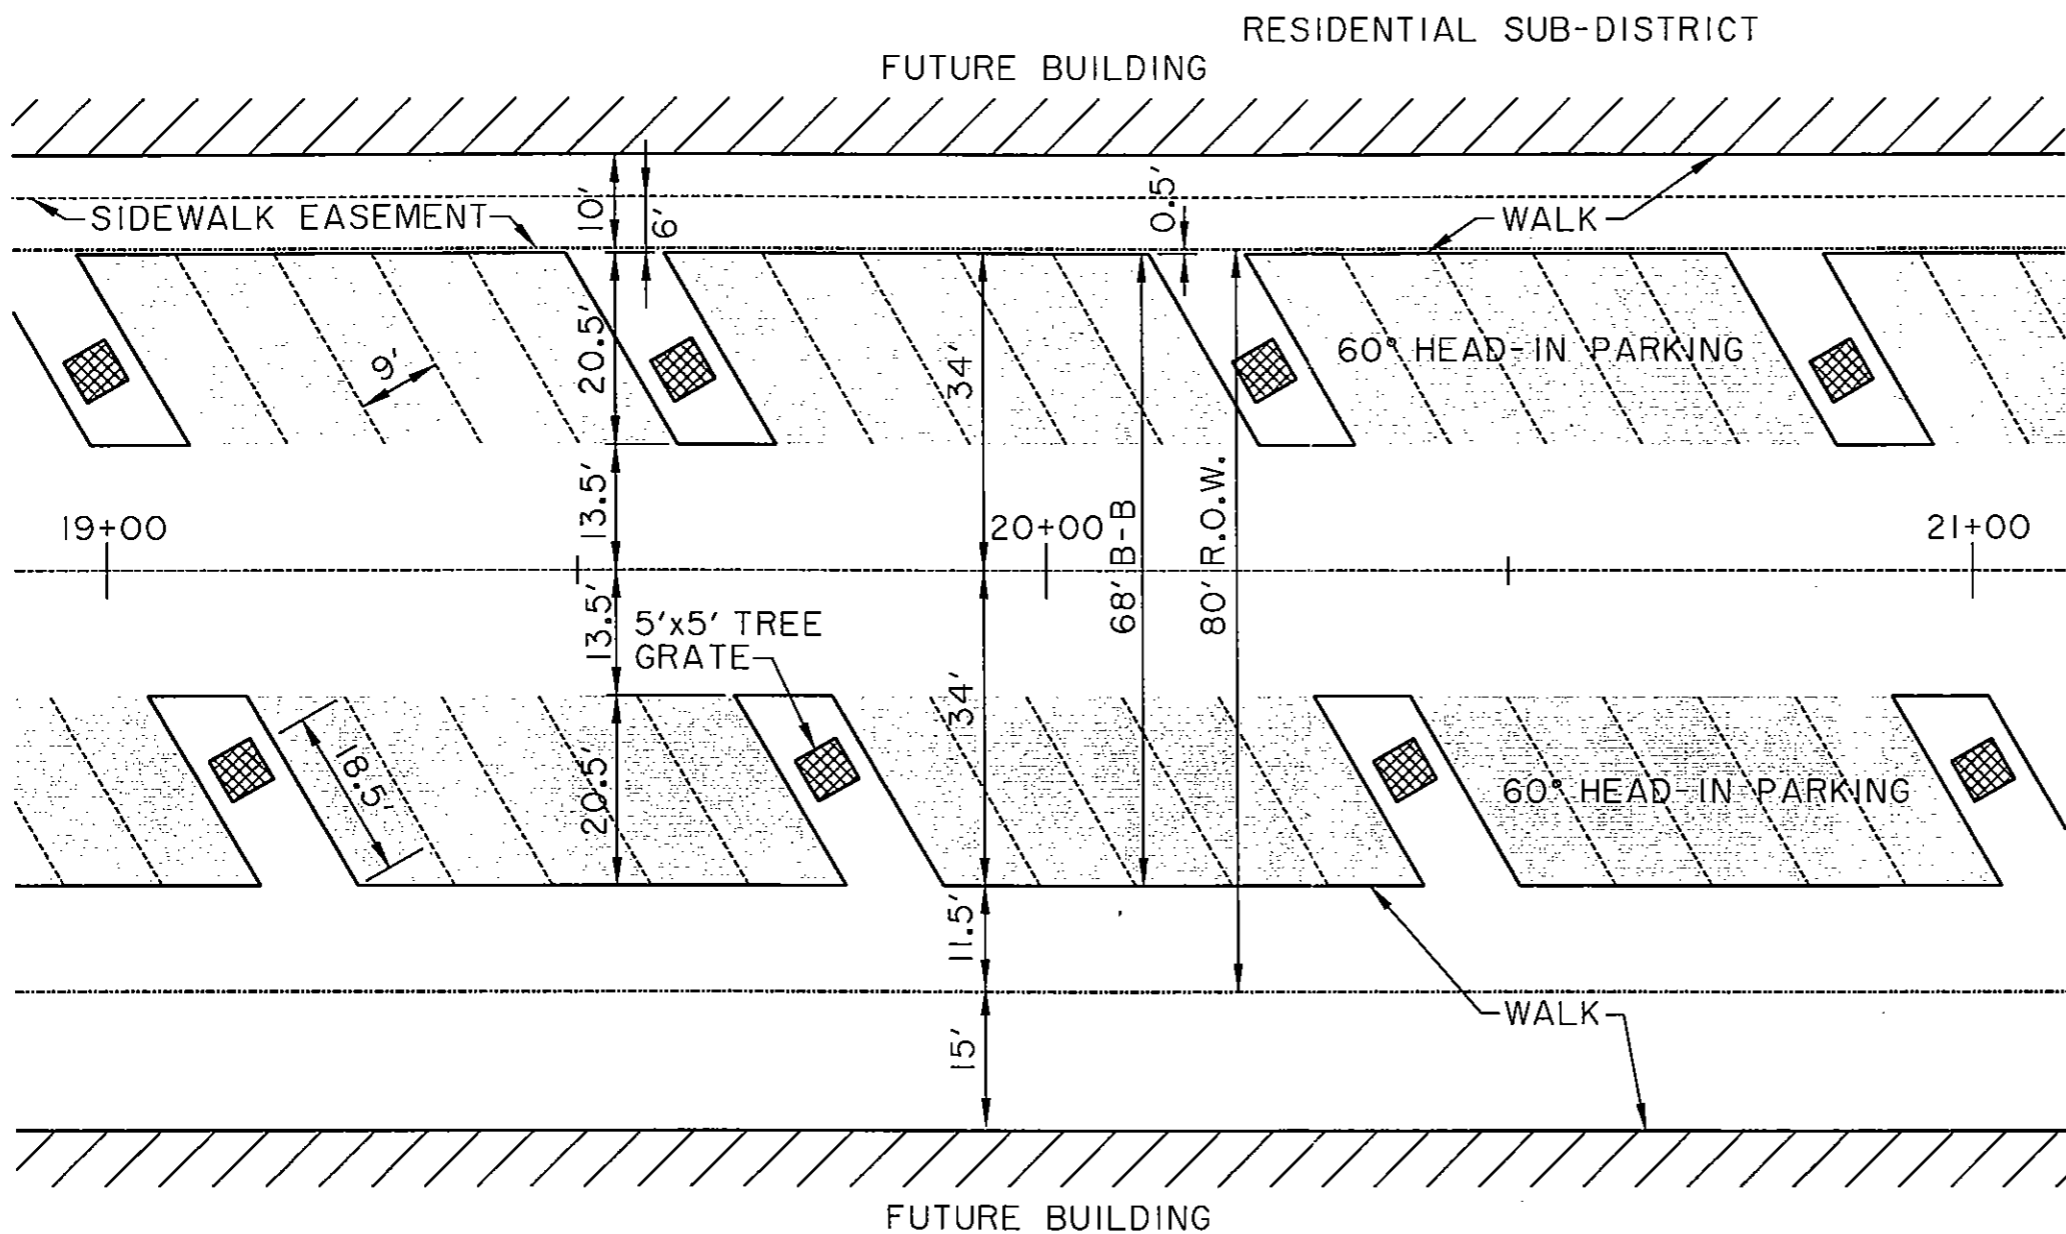 RESIDENTIAL SUB-DISTRICT
FUTURE BUILDING
SIDEWALK EASEMENT
10'
6'
0.5'
WALK
9'
20.5'
34'
60° HEAD-IN PARKING
13.5'
19+00
20+00
68' B-B
80' R.O.W.
21+00
13.5'
5'x5' TREE
GRATE
34'
18.5'
20.5'
60° HEAD-IN PARKING
11.5'
WALK
15'
FUTURE BUILDING